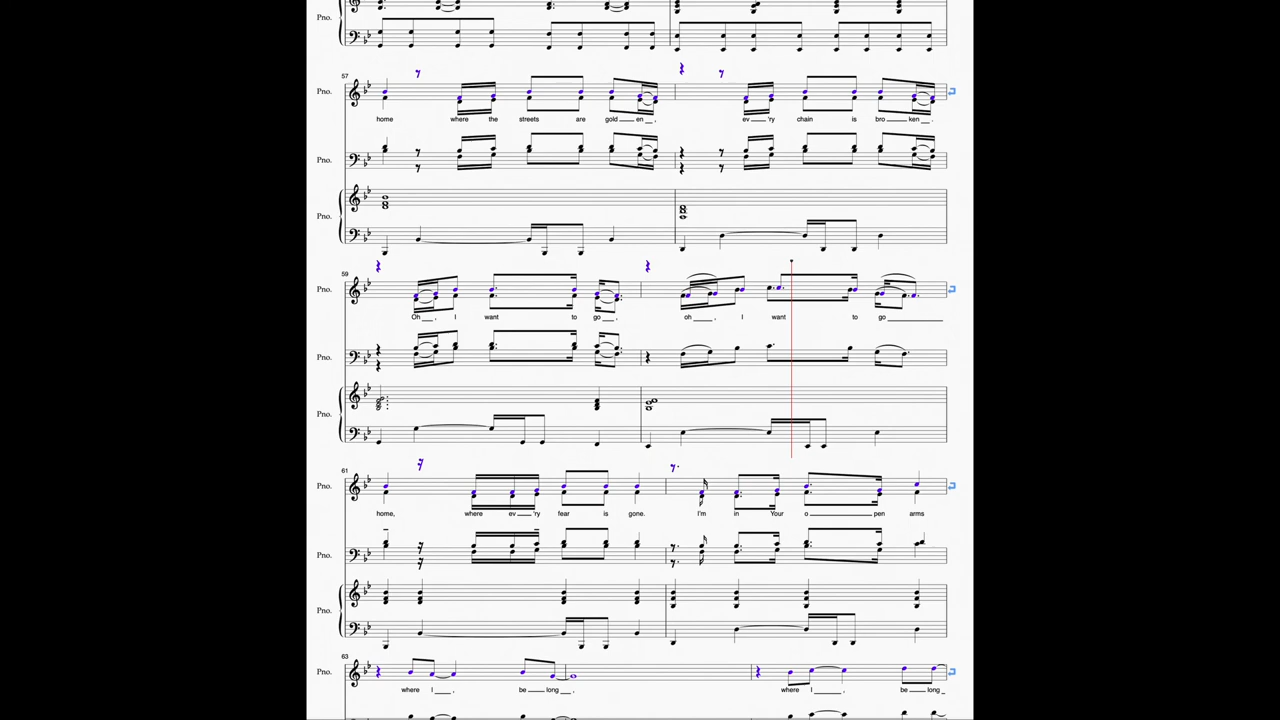 Pno.
57
Pno.
home where the streets are gold en , ev 'ry chain is bro ken .
Pno.
Pno.
59
Pno.
Oh , I want to go , oh , I want to go
Pno.
Pno.
61
Pno.
home, where ev 'ry fear is gone. I'm in Your o pen arms
Pno.
Pno.
63
Pno.
where I , be long , where I , be long